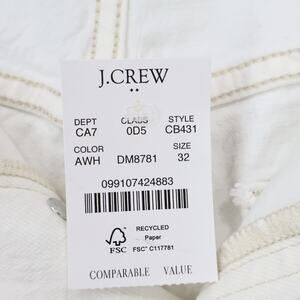 J.CREW
DEPT CLASS STYLE
CA7 0D5 CB431
COLOR SIZE
AWH DM8781 32
099107424883
RECYCLED
Paper
FSC FSC® C117781
COMPARABLE VALUE